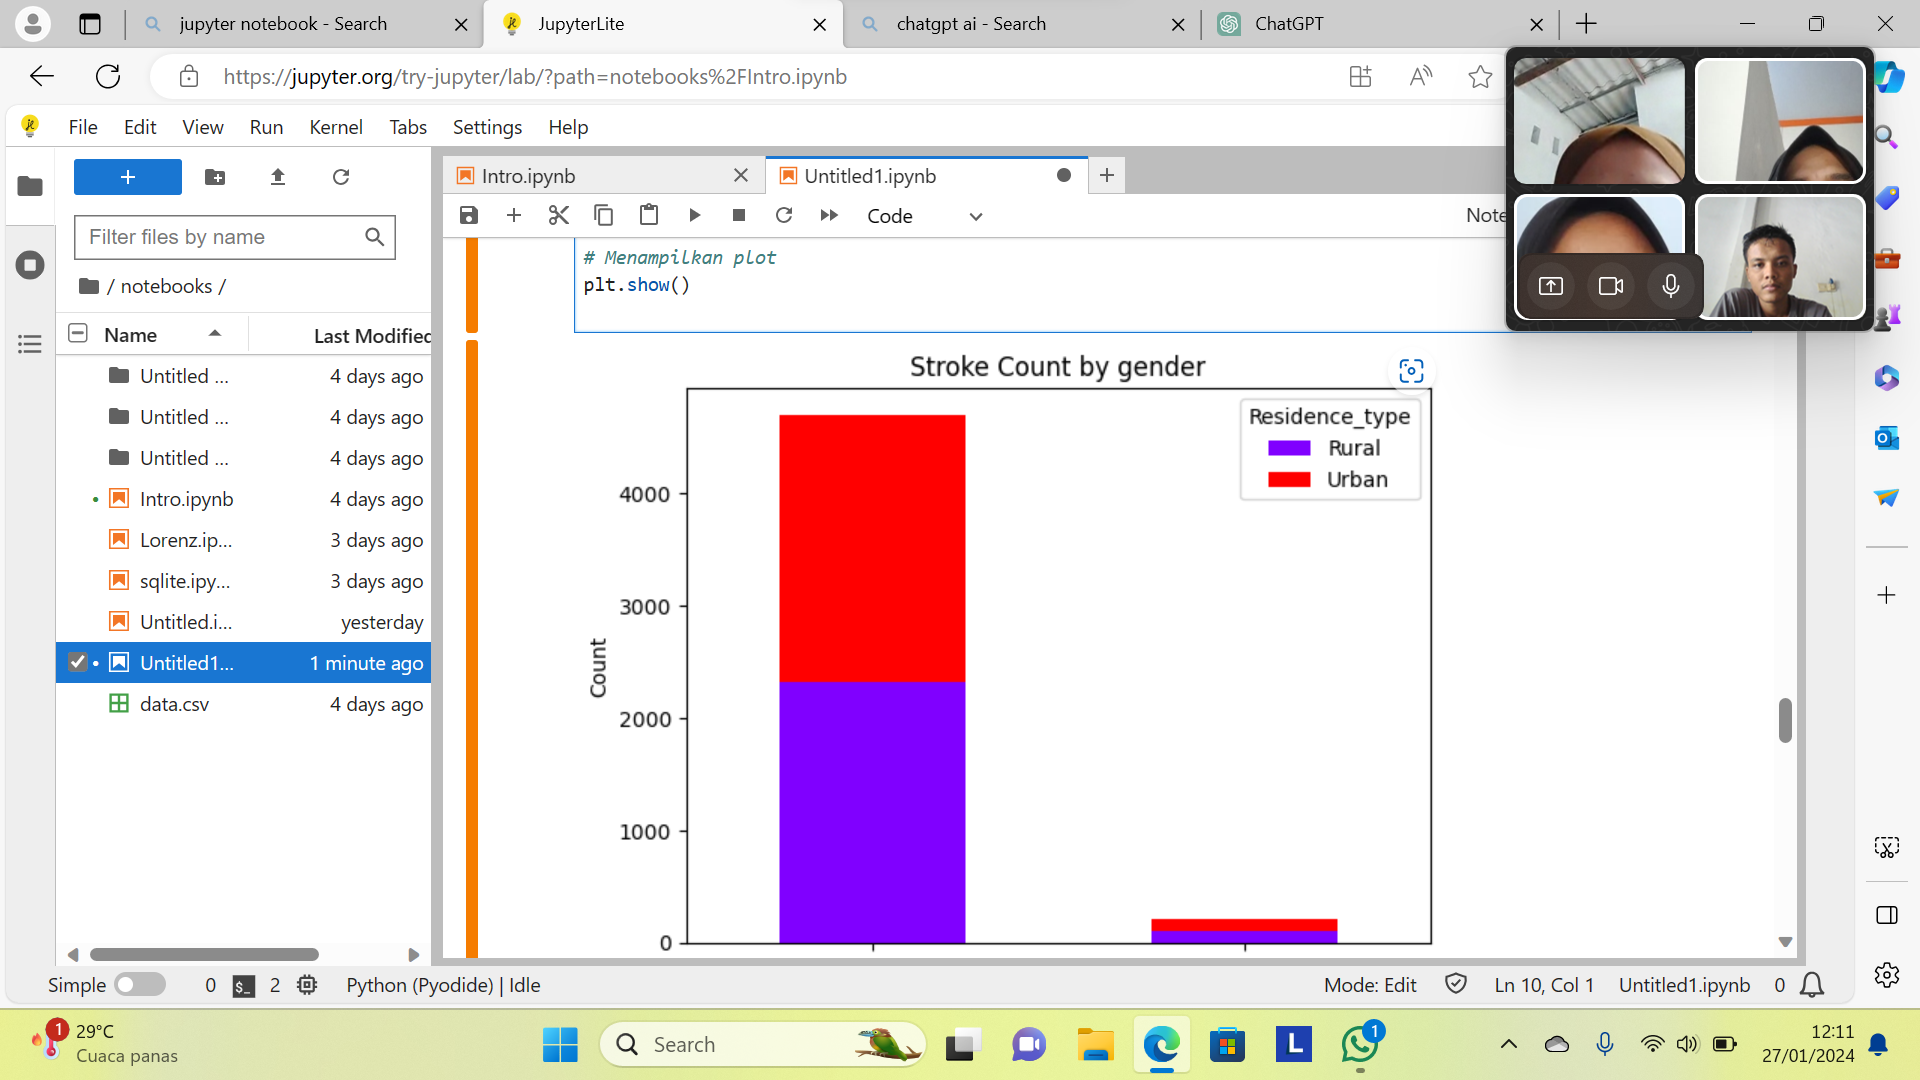 jupyter notebook - Search
JupyterLite
chatgpt ai - Search
ChatGPT
https://jupyter.org/try-jupyter/lab/?path=notebooks%2FIntro.ipynb
File Edit View Run Kernel Tabs Settings Help
Filter files by name
/ notebooks /
Name Last Modified
Untitled ... 4 days ago
Untitled ... 4 days ago
Untitled ... 4 days ago
Intro.ipynb 4 days ago
Lorenz.ip... 3 days ago
sqlite.ipy... 3 days ago
Untitled.i... yesterday
Untitled1... 1 minute ago
data.csv 4 days ago
Intro.ipynb
Untitled1.ipynb
Code
Note
# Menampilkan plot
plt.show()
Stroke Count by gender
Residence_type
Rural
Urban
4000
3000
2000
1000
0
Count
Simple 0 2 Python (Pyodide) | Idle
Mode: Edit Ln 10, Col 1 Untitled1.ipynb 0
1
29°C
Cuaca panas
Search
L
1
12:11
27/01/2024